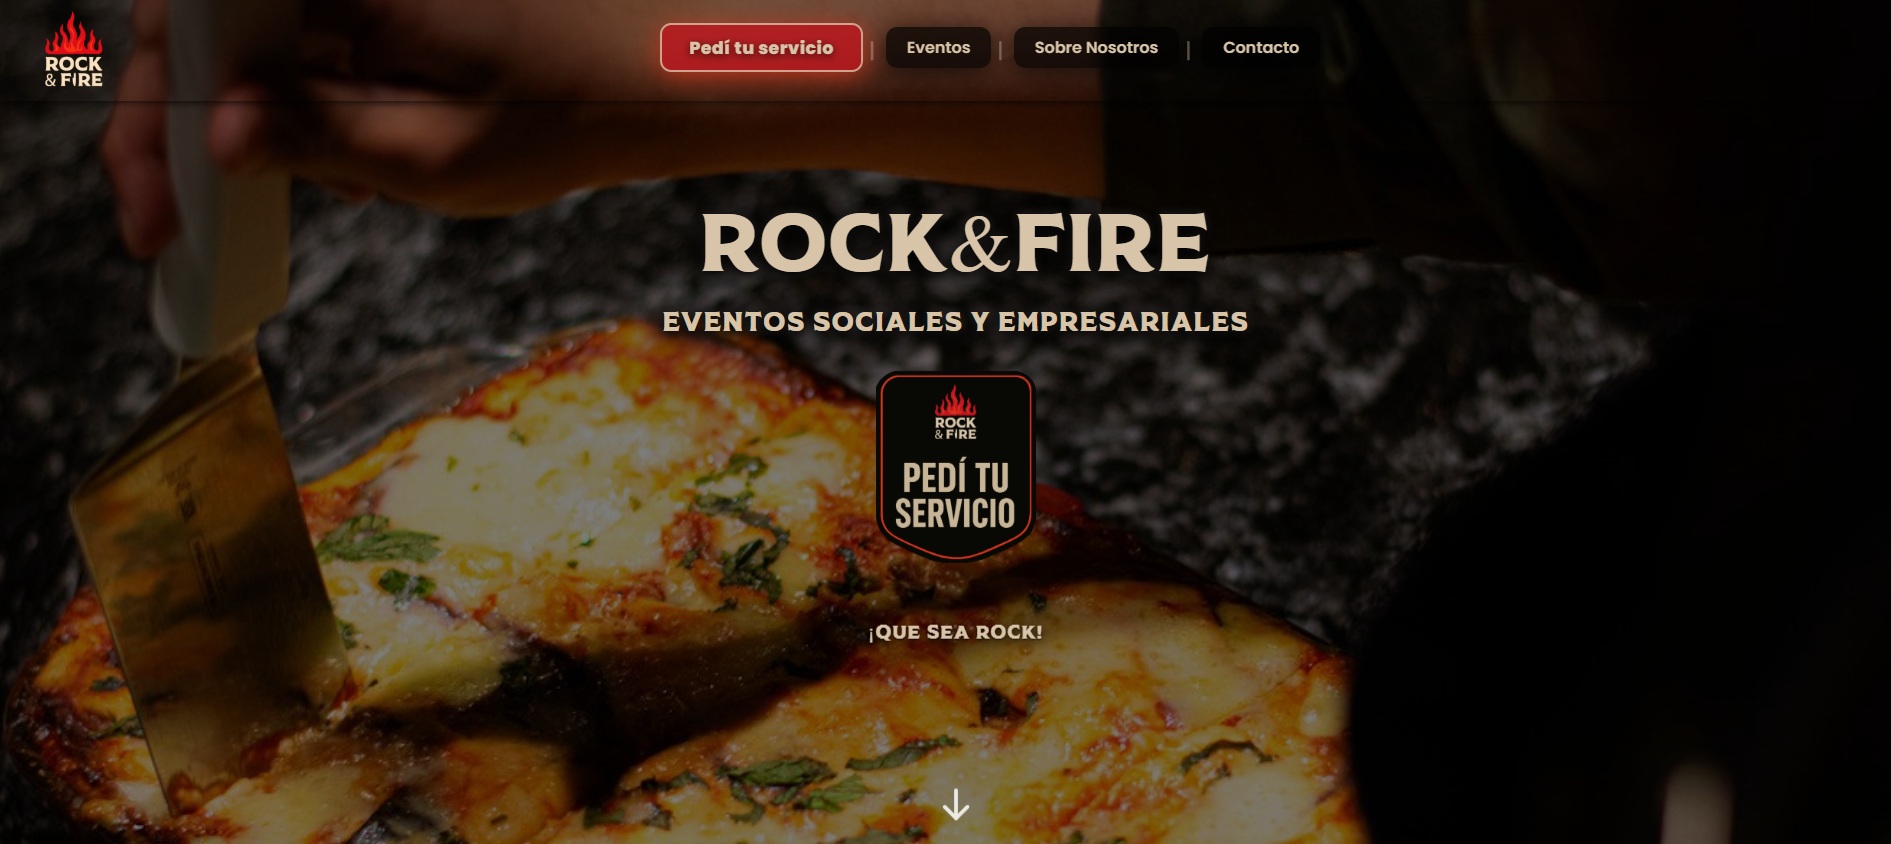 ROCK
& FIRE
Pedí tu servicio | Eventos | Sobre Nosotros | Contacto
ROCK&FIRE
EVENTOS SOCIALES Y EMPRESARIALES
ROCK
& FIRE
PEDÍ TU
SERVICIO
¡QUE SEA ROCK!